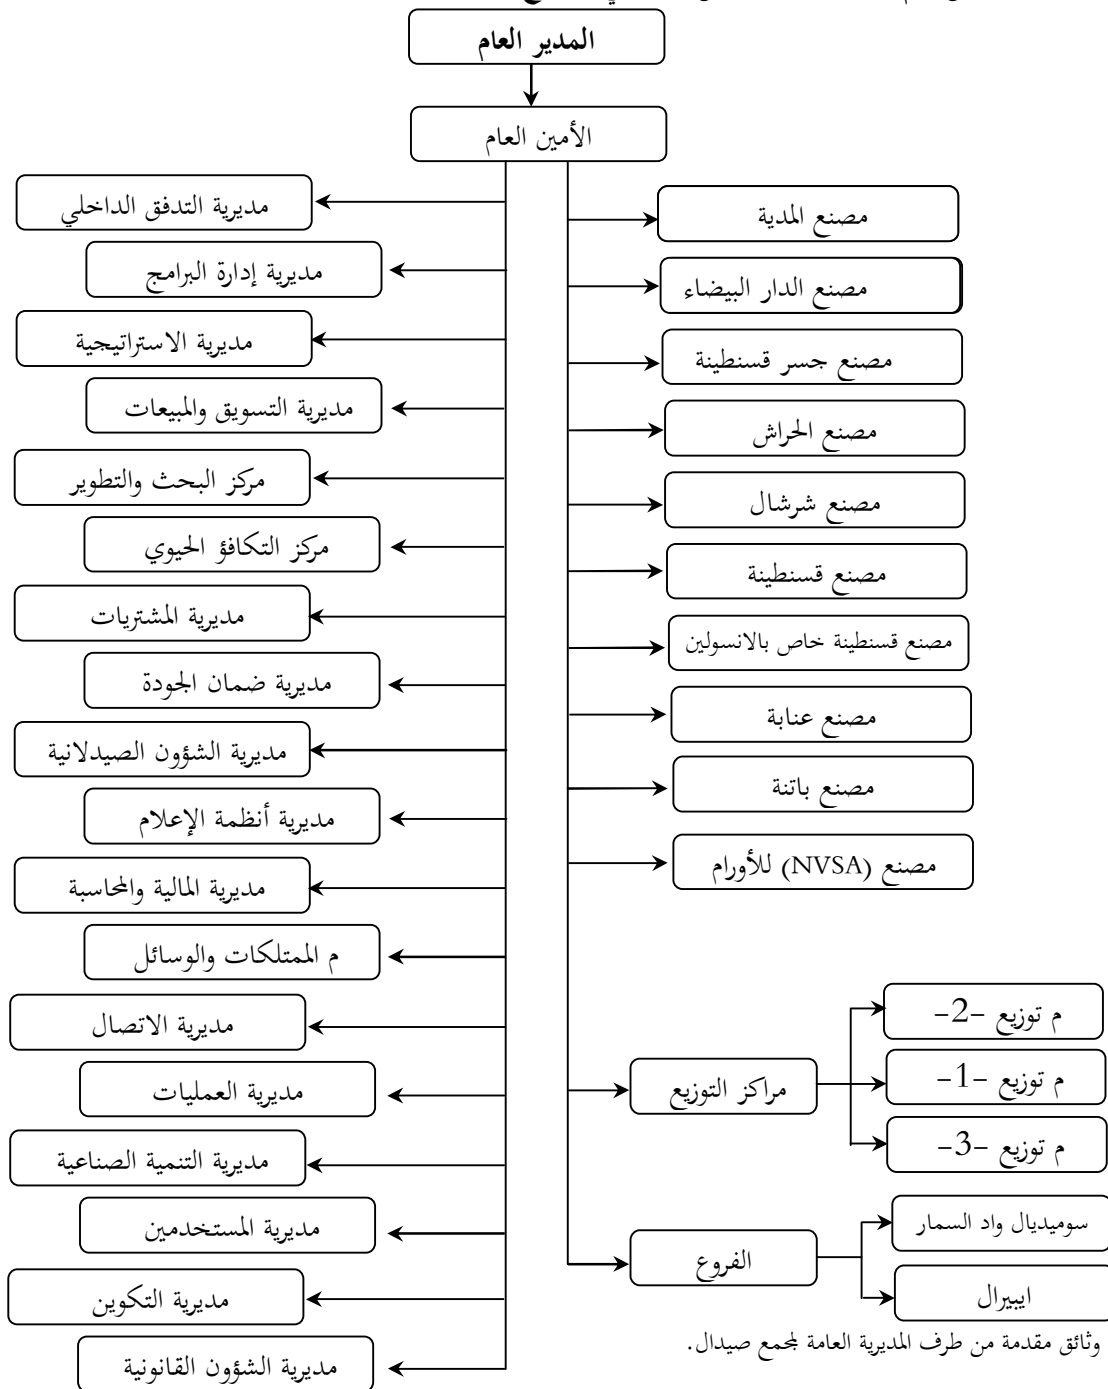 المدير العام
الأمين العام
مصنع المدية
مصنع الدار البيضاء
مصنع جسر قسنطينة
مصنع الحراش
مصنع شرشال
مصنع قسنطينة
مصنع قسنطينة خاص بالانسولين
مصنع عنابة
مصنع باتنة
مصنع (NVSA) للأورام
مراكز التوزيع
م توزيع -2-
م توزيع -1-
م توزيع -3-
الفروع
سوميديال واد السمار
ايبيرال
مديرية التدفق الداخلي
مديرية إدارة البرامج
مديرية الاستراتيجية
مديرية التسويق والمبيعات
مركز البحث والتطوير
مركز التكافؤ الحيوي
مديرية المشتريات
مديرية ضمان الجودة
مديرية الشؤون الصيدلانية
مديرية أنظمة الإعلام
مديرية المالية والمحاسبة
م الممتلكات والوسائل
مديرية الاتصال
مديرية العمليات
مديرية التنمية الصناعية
مديرية المستخدمين
مديرية التكوين
مديرية الشؤون القانونية
وثائق مقدمة من طرف المديرية العامة لمجمع صيدال.